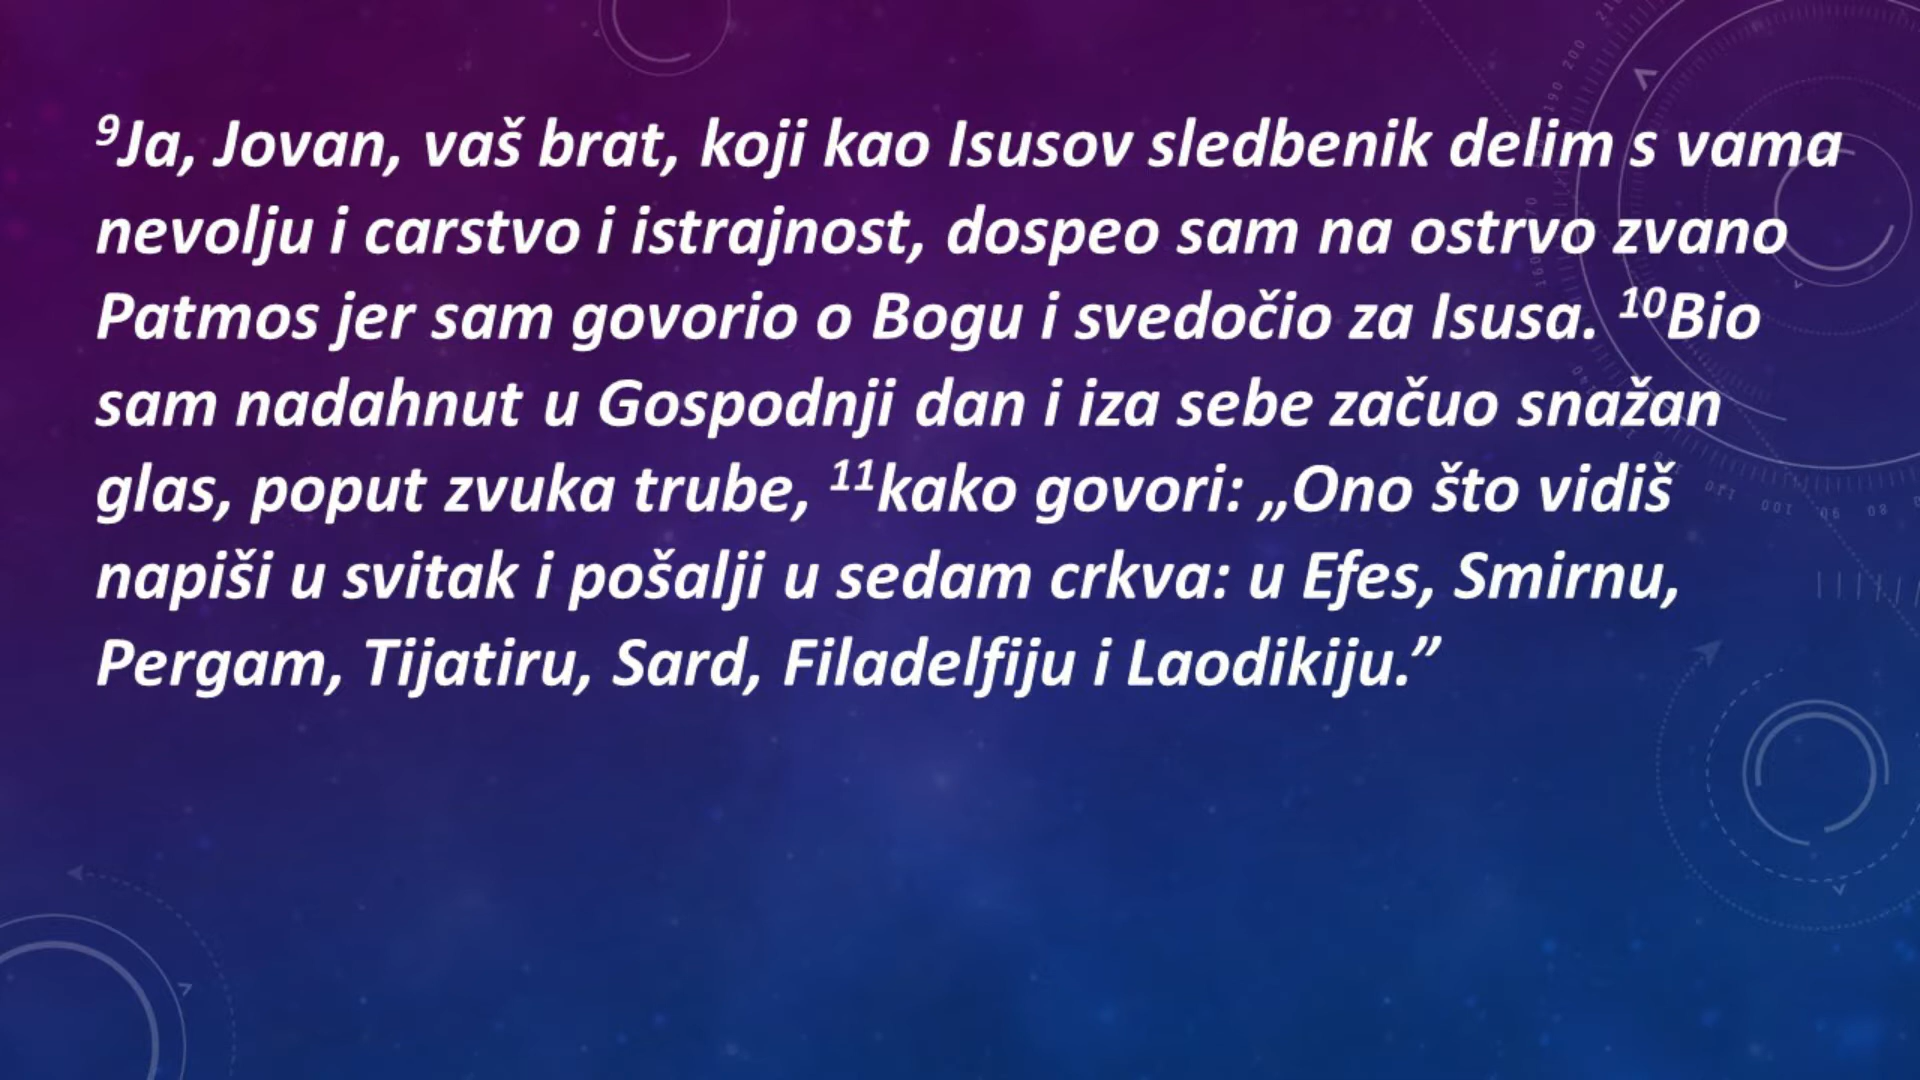 ⁹Ja, Jovan, vaš brat, koji kao Isusov sledbenik delim s vama
nevolju i carstvo i istrajnost, dospeo sam na ostrvo zvano
Patmos jer sam govorio o Bogu i svedočio za Isusa. ¹⁰Bio
sam nadahnut u Gospodnji dan i iza sebe začuo snažan
glas, poput zvuka trube, ¹¹kako govori: „Ono što vidiš
napiši u svitak i pošalji u sedam crkva: u Efes, Smirnu,
Pergam, Tijatiru, Sard, Filadelfiju i Laodikiju.”